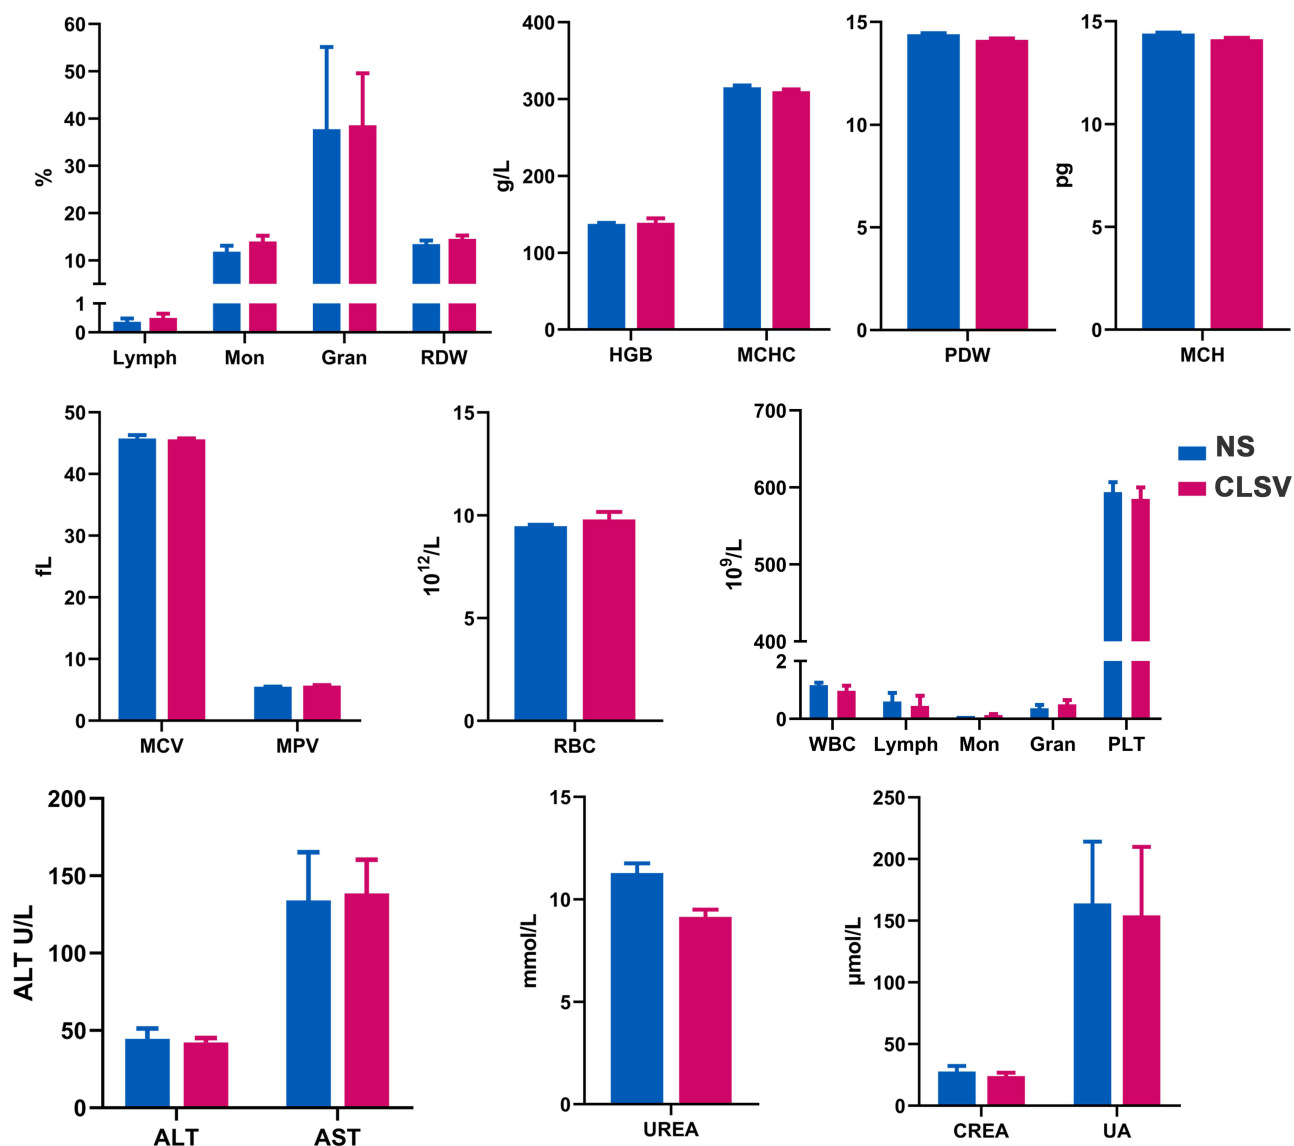 60
50
40
30
20
10
1
0
%
Lymph Mon Gran RDW
400
300
200
100
0
g/L
HGB MCHC
15
10
5
0
PDW
15
10
5
0
pg
MCH
50
40
30
20
10
0
fL
MCV MPV
15
10
5
0
10¹²/L
RBC
700
600
500
400
2
0
10⁹/L
WBC Lymph Mon Gran PLT
NS
CLSV
200
150
100
50
0
ALT U/L
ALT AST
15
10
5
0
mmol/L
UREA
250
200
150
100
50
0
μmol/L
CREA UA